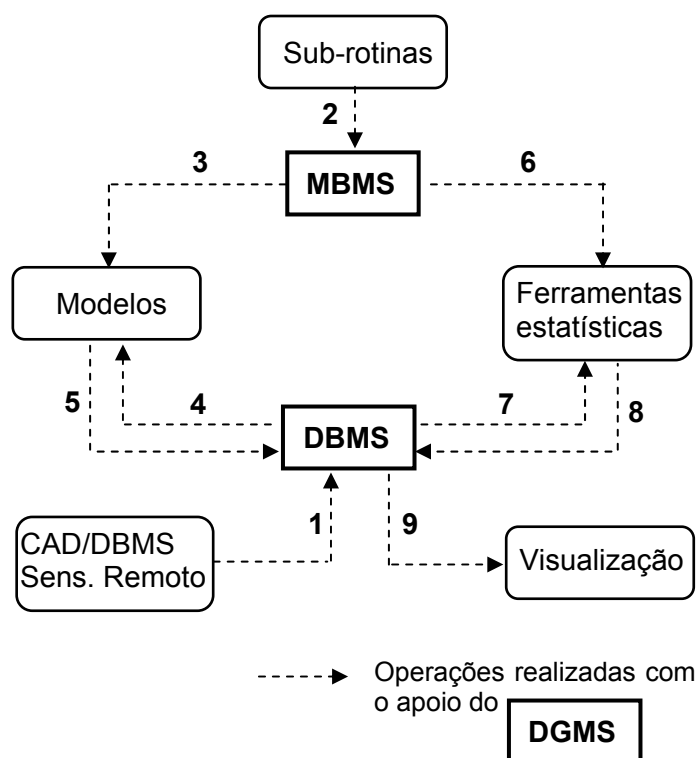 Sub-rotinas
2
3
MBMS
6
Modelos
Ferramentas
estatísticas
5
4
7
8
DBMS
CAD/DBMS
Sens. Remoto
1
9
Visualização
Operações realizadas com
o apoio do
DGMS